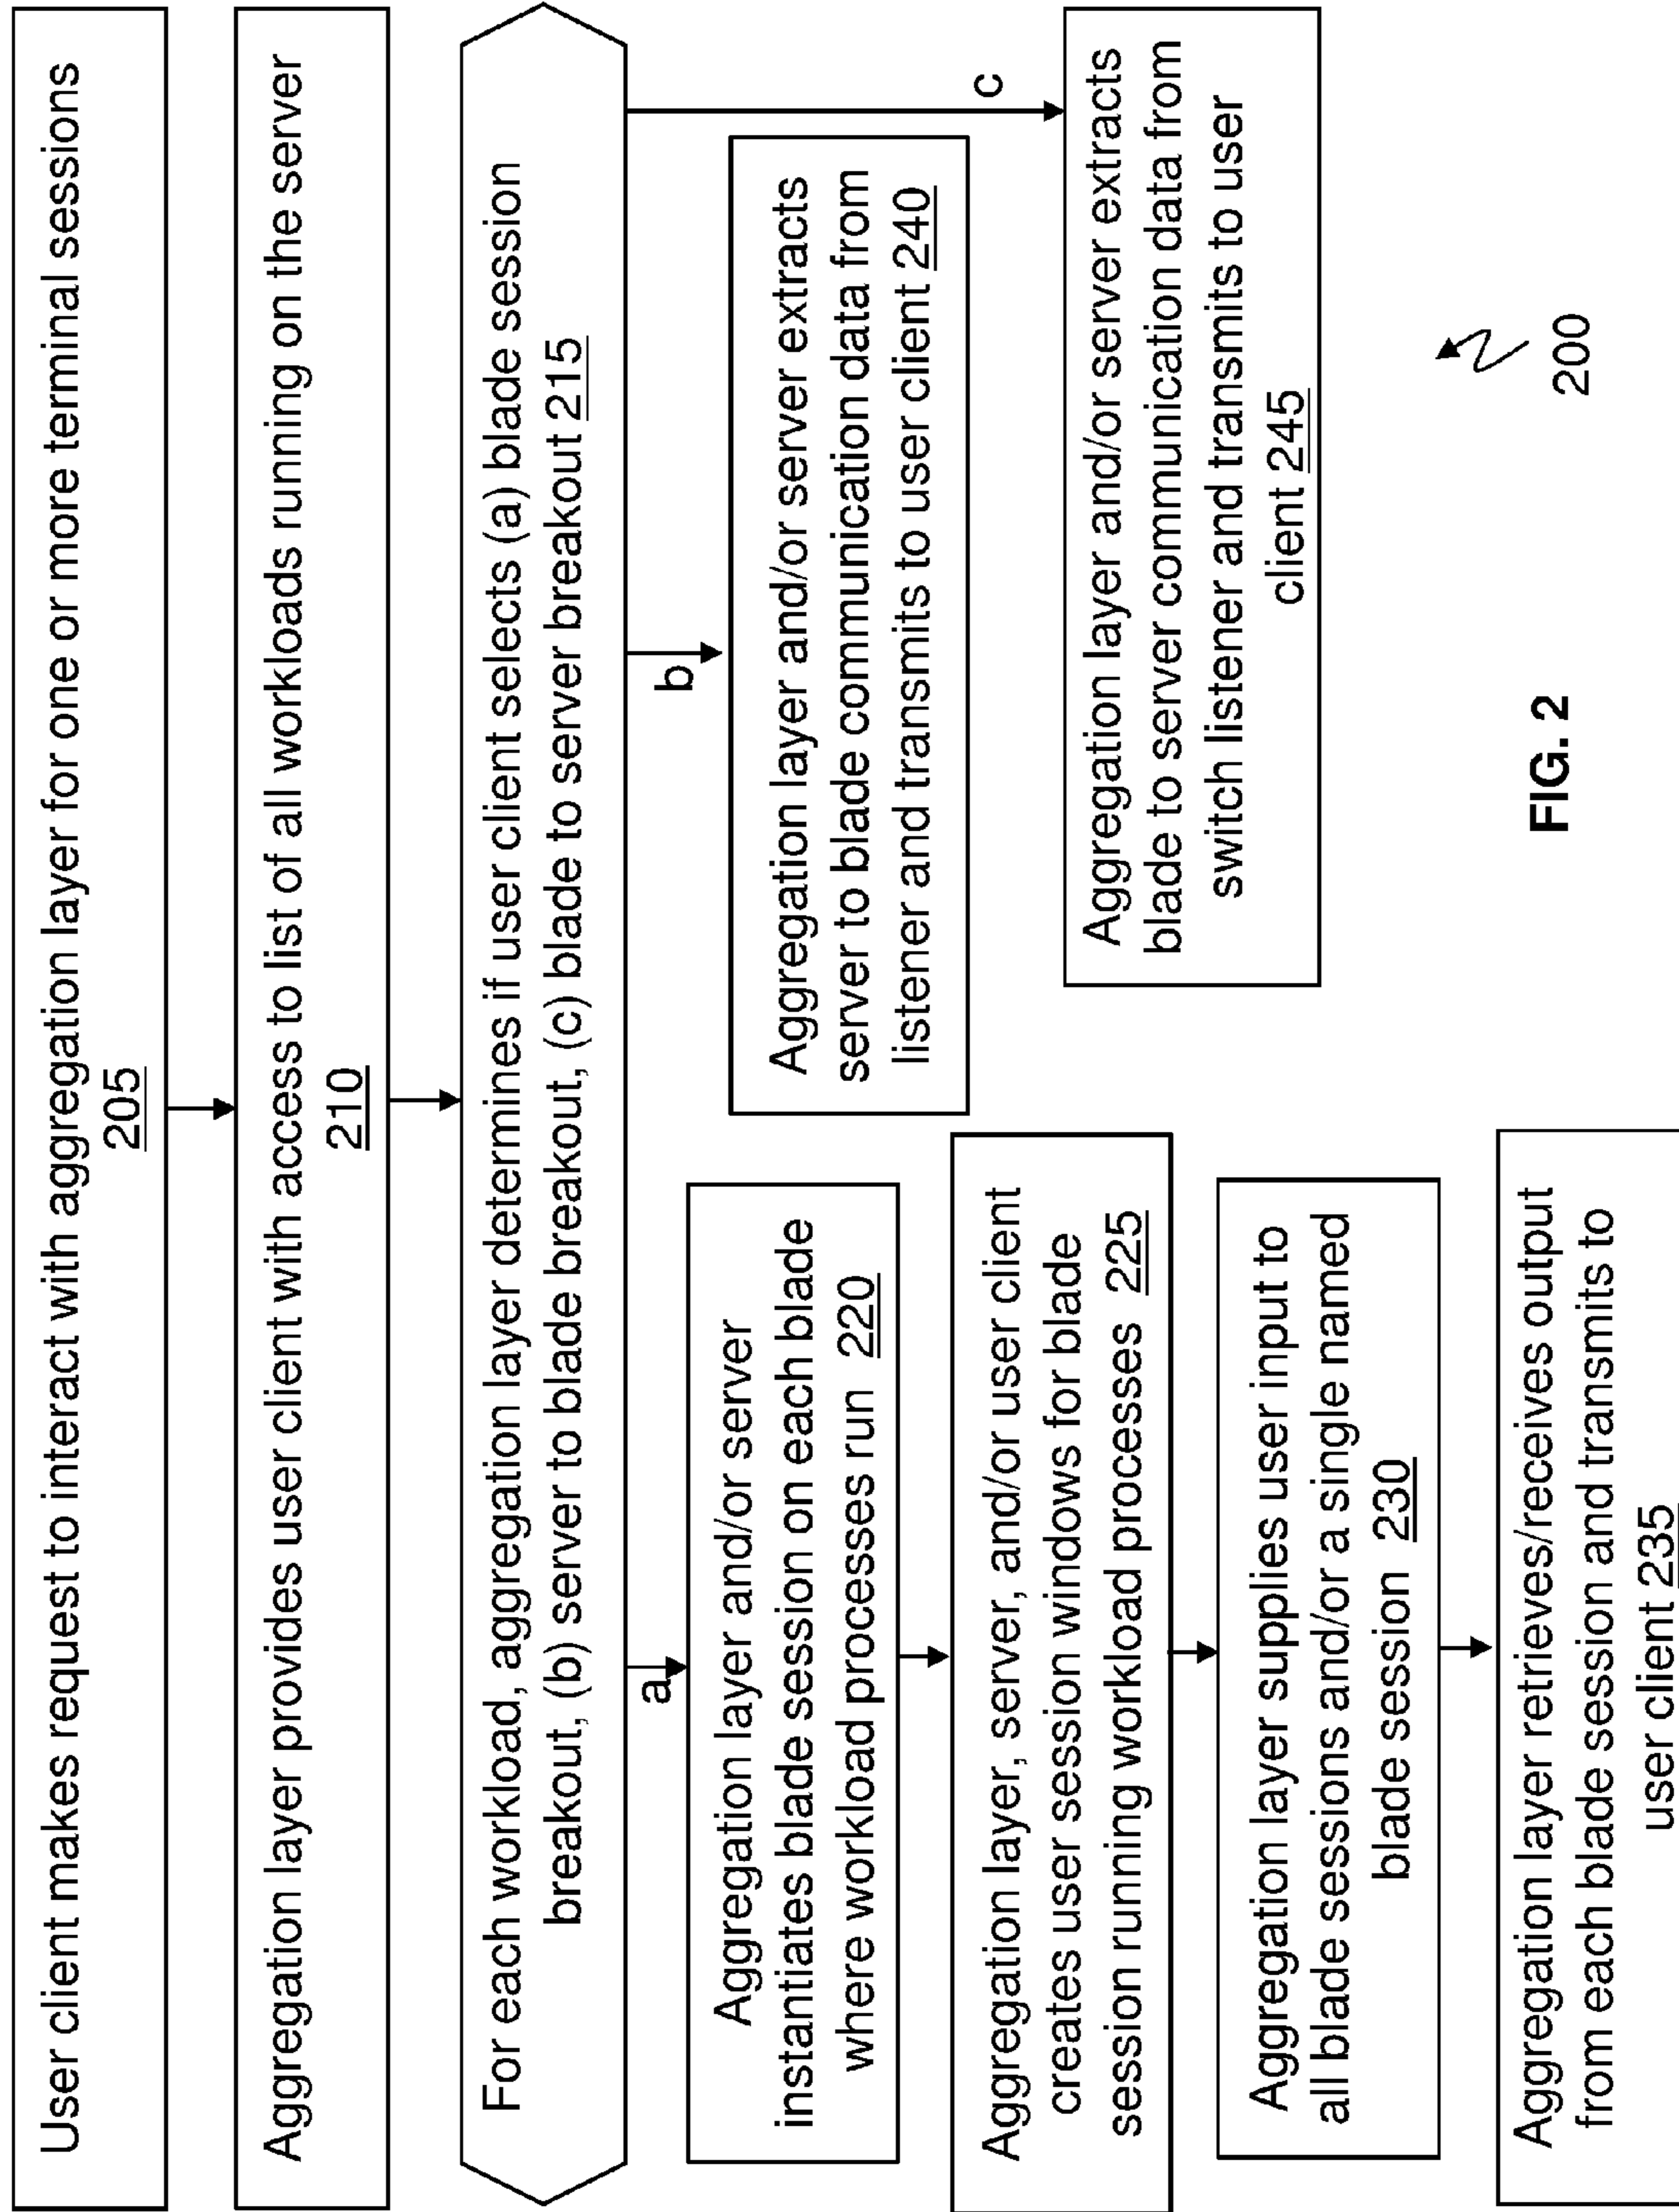 User client makes request to interact with aggregation layer for one or more terminal sessions
205
Aggregation layer provides user client with access to list of all workloads running on the server
210
For each workload, aggregation layer determines if user client selects (a) blade session
breakout, (b) server to blade breakout, (c) blade to server breakout 215
a
b
c
Aggregation layer and/or server
instantiates blade session on each blade
where workload processes run 220
Aggregation layer, server, and/or user client
creates user session windows for blade
session running workload processes 225
Aggregation layer supplies user input to
all blade sessions and/or a single named
blade session 230
Aggregation layer retrieves/receives output
from each blade session and transmits to
user client 235
Aggregation layer and/or server extracts
server to blade communication data from
listener and transmits to user client 240
Aggregation layer and/or server extracts
blade to server communication data from
switch listener and transmits to user
client 245
200
FIG. 2